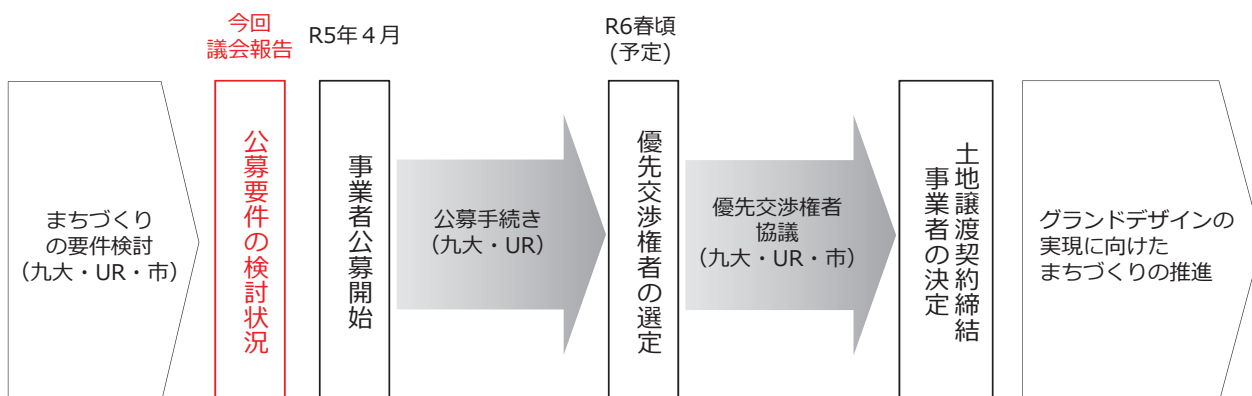 今回
議会報告
R5年４月
R6春頃
(予定)
まちづくり
の要件検討
（九大・UR・市）
公募要件の検討状況
事業者公募開始
公募手続き
（九大・UR）
優先交渉権者の選定
優先交渉権者
協議
（九大・UR・市）
土地譲渡契約締結
事業者の決定
グランドデザインの
実現に向けた
まちづくりの推進